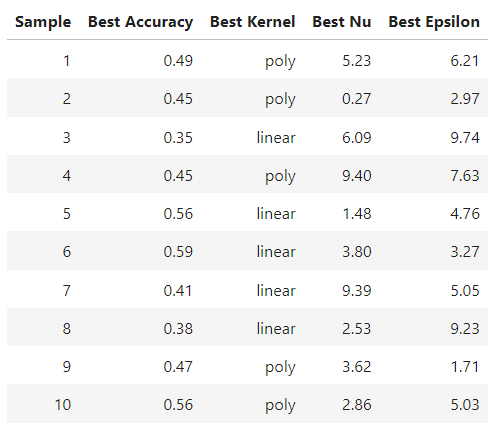 Sample Best Accuracy Best Kernel Best Nu Best Epsilon
1 0.49 poly 5.23 6.21
2 0.45 poly 0.27 2.97
3 0.35 linear 6.09 9.74
4 0.45 poly 9.40 7.63
5 0.56 linear 1.48 4.76
6 0.59 linear 3.80 3.27
7 0.41 linear 9.39 5.05
8 0.38 linear 2.53 9.23
9 0.47 poly 3.62 1.71
10 0.56 poly 2.86 5.03